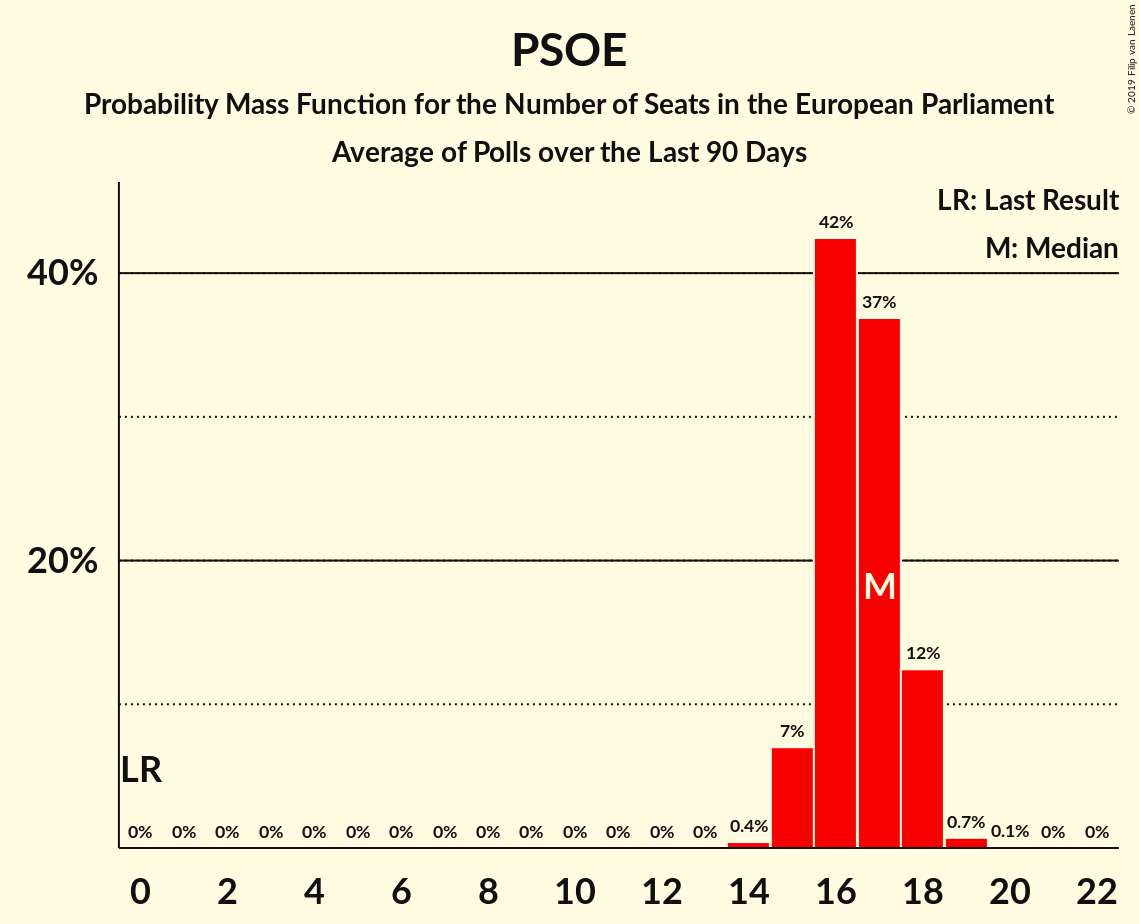 PSOE
Probability Mass Function for the Number of Seats in the European Parliament
Average of Polls over the Last 90 Days
© 2019 Filip van Laenen
LR: Last Result
M: Median
42%
40%
37%
20%
M
12%
7%
LR
0% 0% 0% 0% 0% 0% 0% 0% 0% 0% 0% 0% 0% 0% 0.4% 0.7% 0.1% 0% 0%
0 2 4 6 8 10 12 14 16 18 20 22